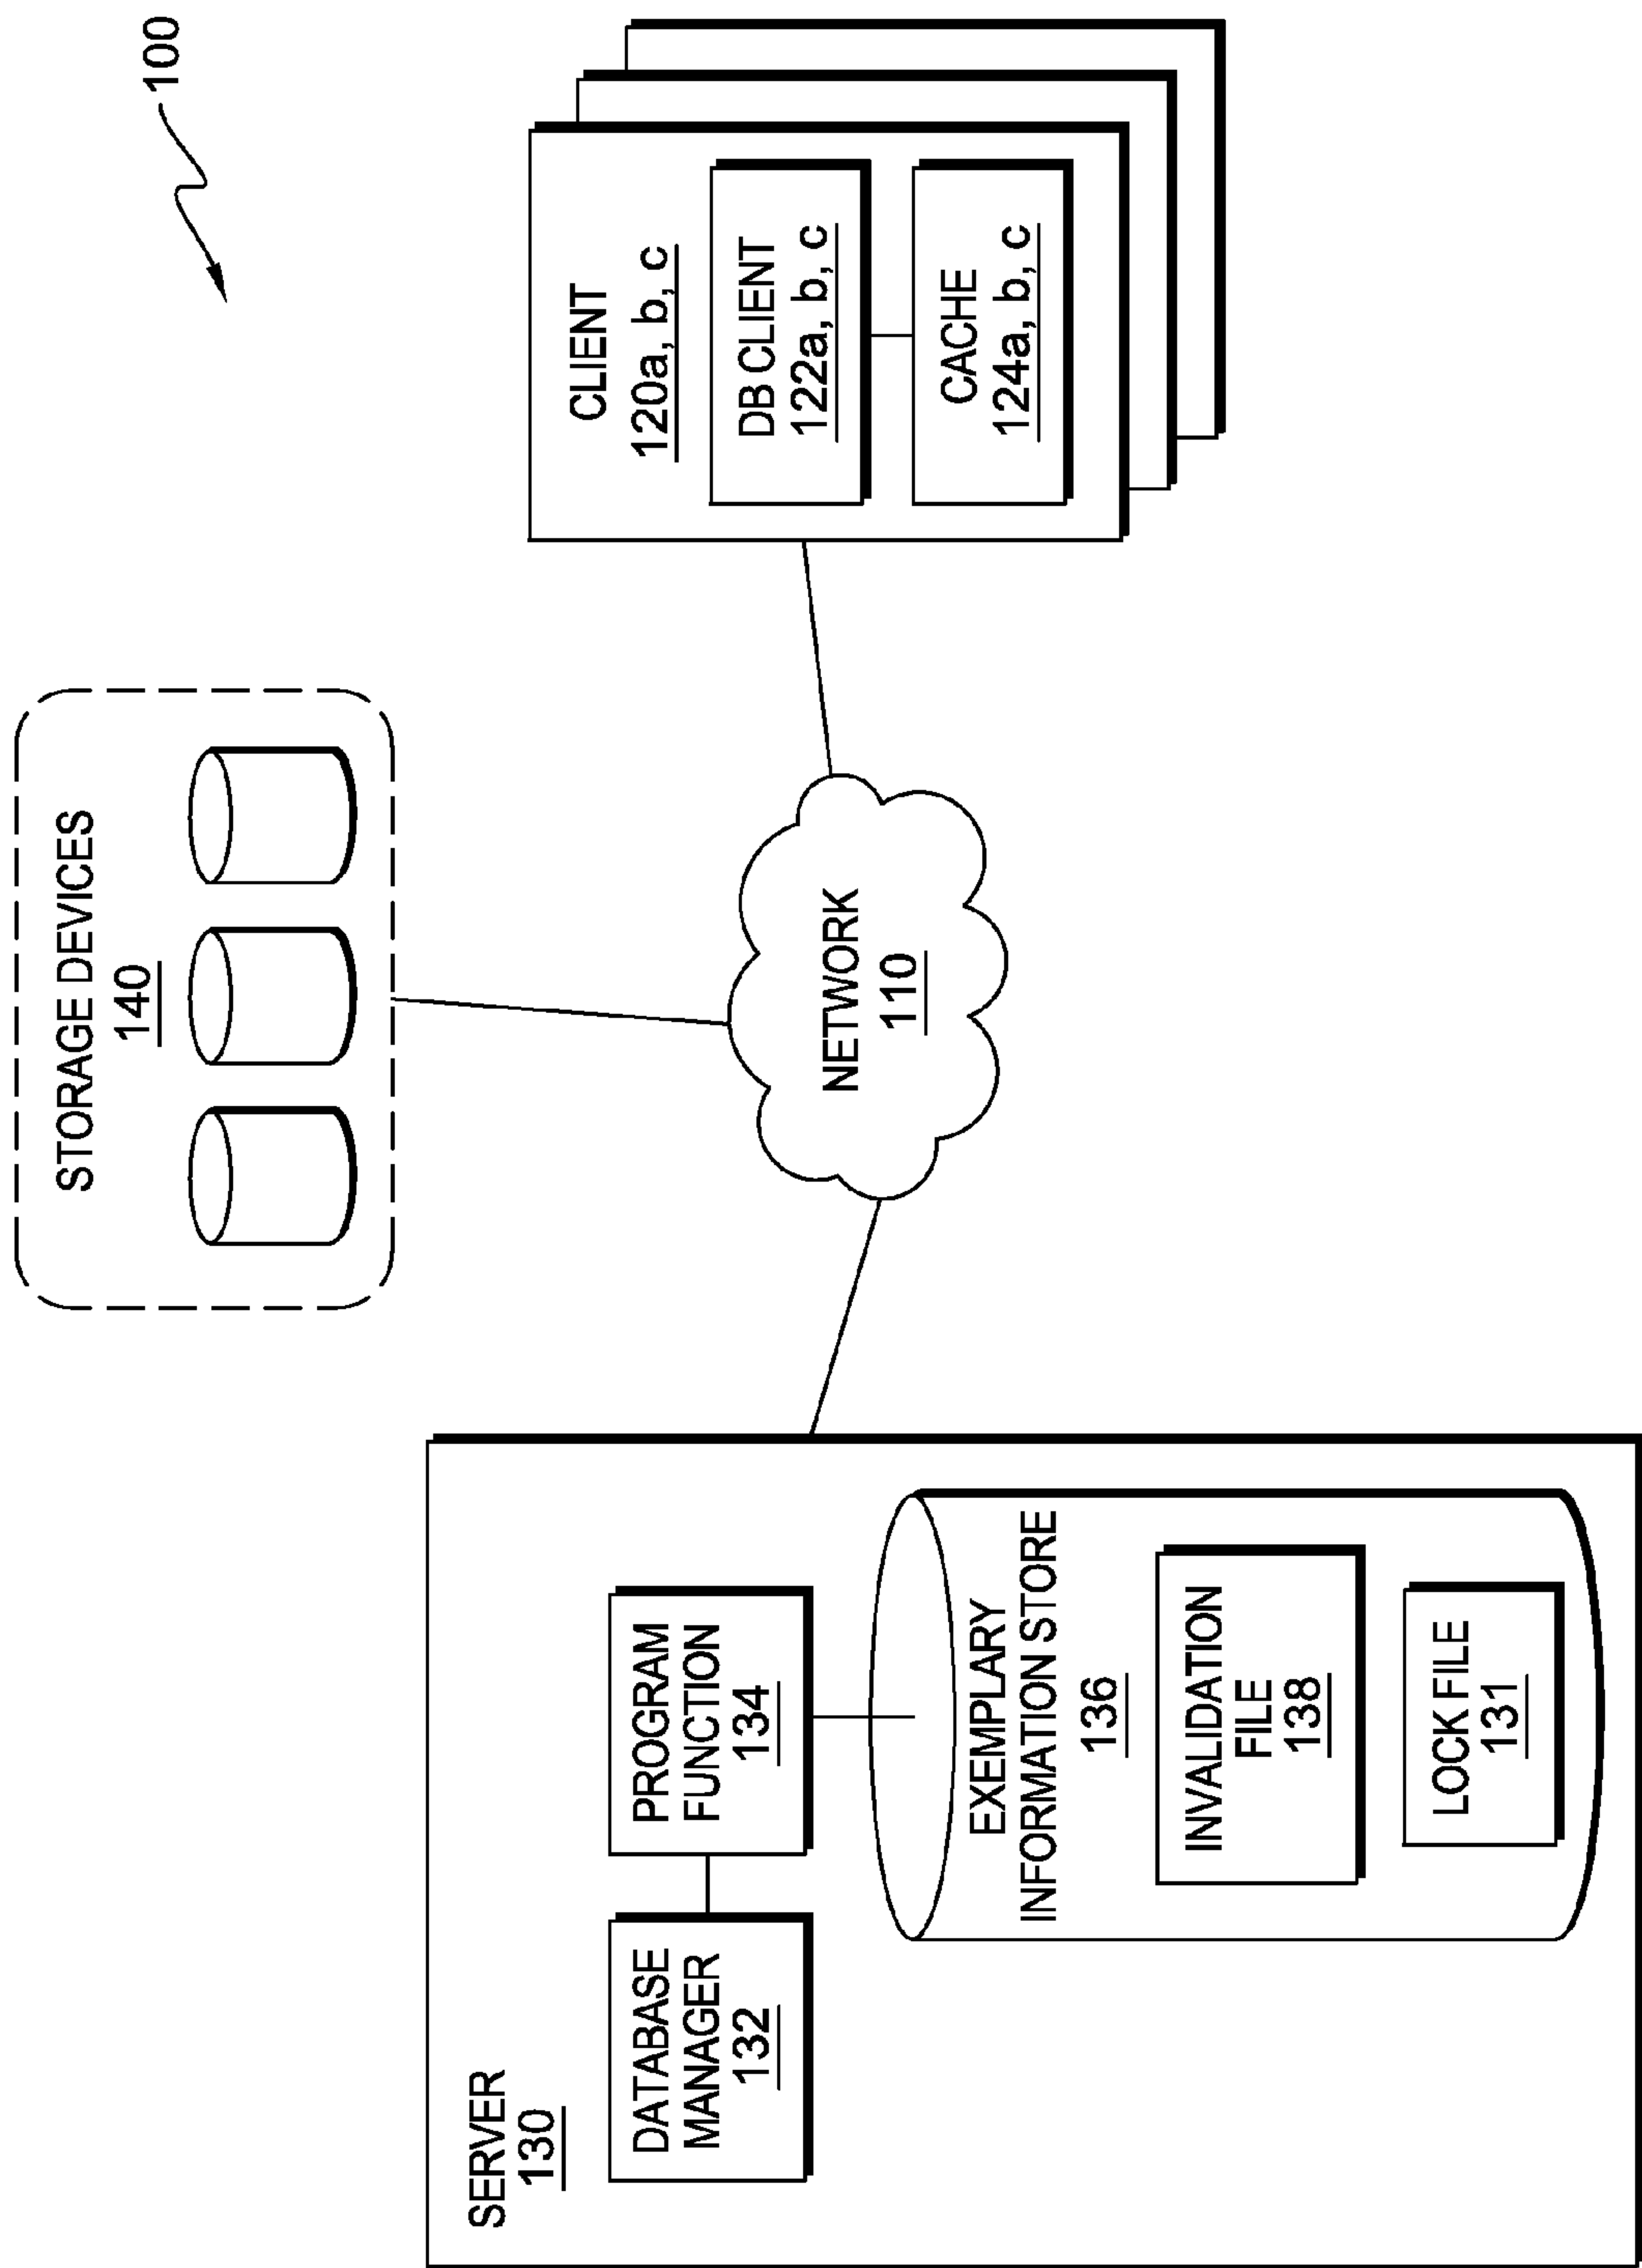 100
STORAGE DEVICES
140
SERVER
130
DATABASE
MANAGER
132
PROGRAM
FUNCTION
134
EXEMPLARY
INFORMATION STORE
136
INVALIDATION
FILE
138
LOCK FILE
131
NETWORK
110
CLIENT
120a, b, c
DB CLIENT
122a, b, c
CACHE
124a, b, c